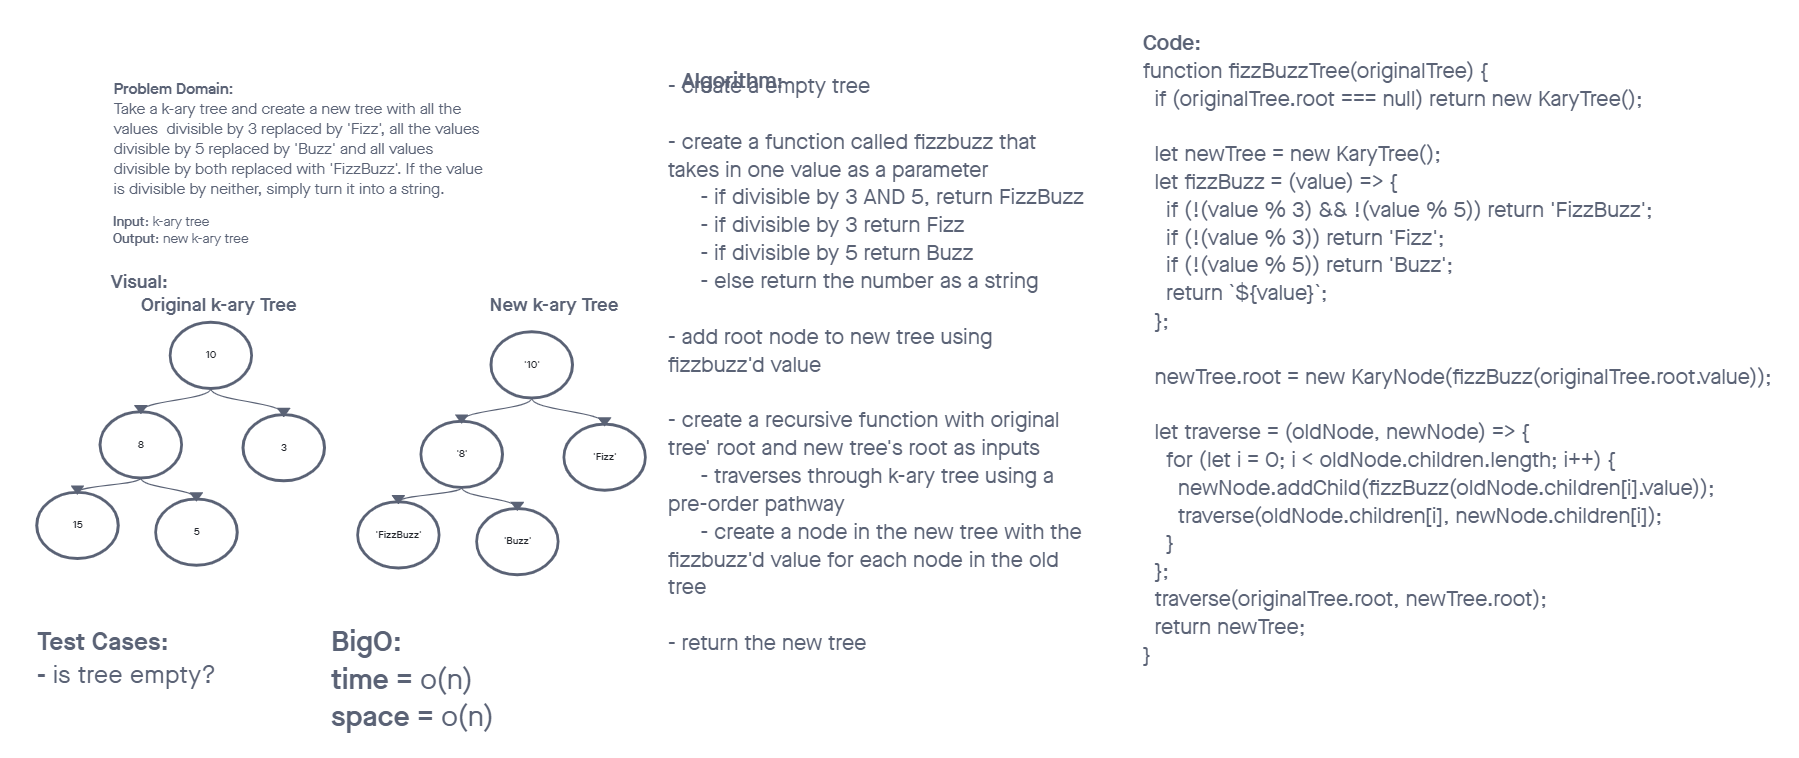 Problem Domain:
Take a k-ary tree and create a new tree with all the
values  divisible by 3 replaced by 'Fizz', all the values
divisible by 5 replaced by 'Buzz' and all values
divisible by both replaced with 'FizzBuzz'. If the value
is divisible by neither, simply turn it into a string.
Input: k-ary tree
Output: new k-ary tree
Visual:
Original k-ary Tree
10
8
3
15
5
New k-ary Tree
'10'
'8'
'Fizz'
'FizzBuzz'
'Buzz'
Test Cases:
- is tree empty?
BigO:
time = o(n)
space = o(n)
Algorithm:
- create a empty tree
- create a function called fizzbuzz that
takes in one value as a parameter
- if divisible by 3 AND 5, return FizzBuzz
- if divisible by 3 return Fizz
- if divisible by 5 return Buzz
- else return the number as a string
- add root node to new tree using
fizzbuzz'd value
- create a recursive function with original
tree' root and new tree's root as inputs
- traverses through k-ary tree using a
pre-order pathway
- create a node in the new tree with the
fizzbuzz'd value for each node in the old
tree
- return the new tree
Code:
function fizzBuzzTree(originalTree) {
if (originalTree.root === null) return new KaryTree();
let newTree = new KaryTree();
let fizzBuzz = (value) => {
if (!(value % 3) && !(value % 5)) return 'FizzBuzz';
if (!(value % 3)) return 'Fizz';
if (!(value % 5)) return 'Buzz';
return `${value}`;
};
newTree.root = new KaryNode(fizzBuzz(originalTree.root.value));
let traverse = (oldNode, newNode) => {
for (let i = 0; i < oldNode.children.length; i++) {
newNode.addChild(fizzBuzz(oldNode.children[i].value));
traverse(oldNode.children[i], newNode.children[i]);
}
};
traverse(originalTree.root, newTree.root);
return newTree;
}